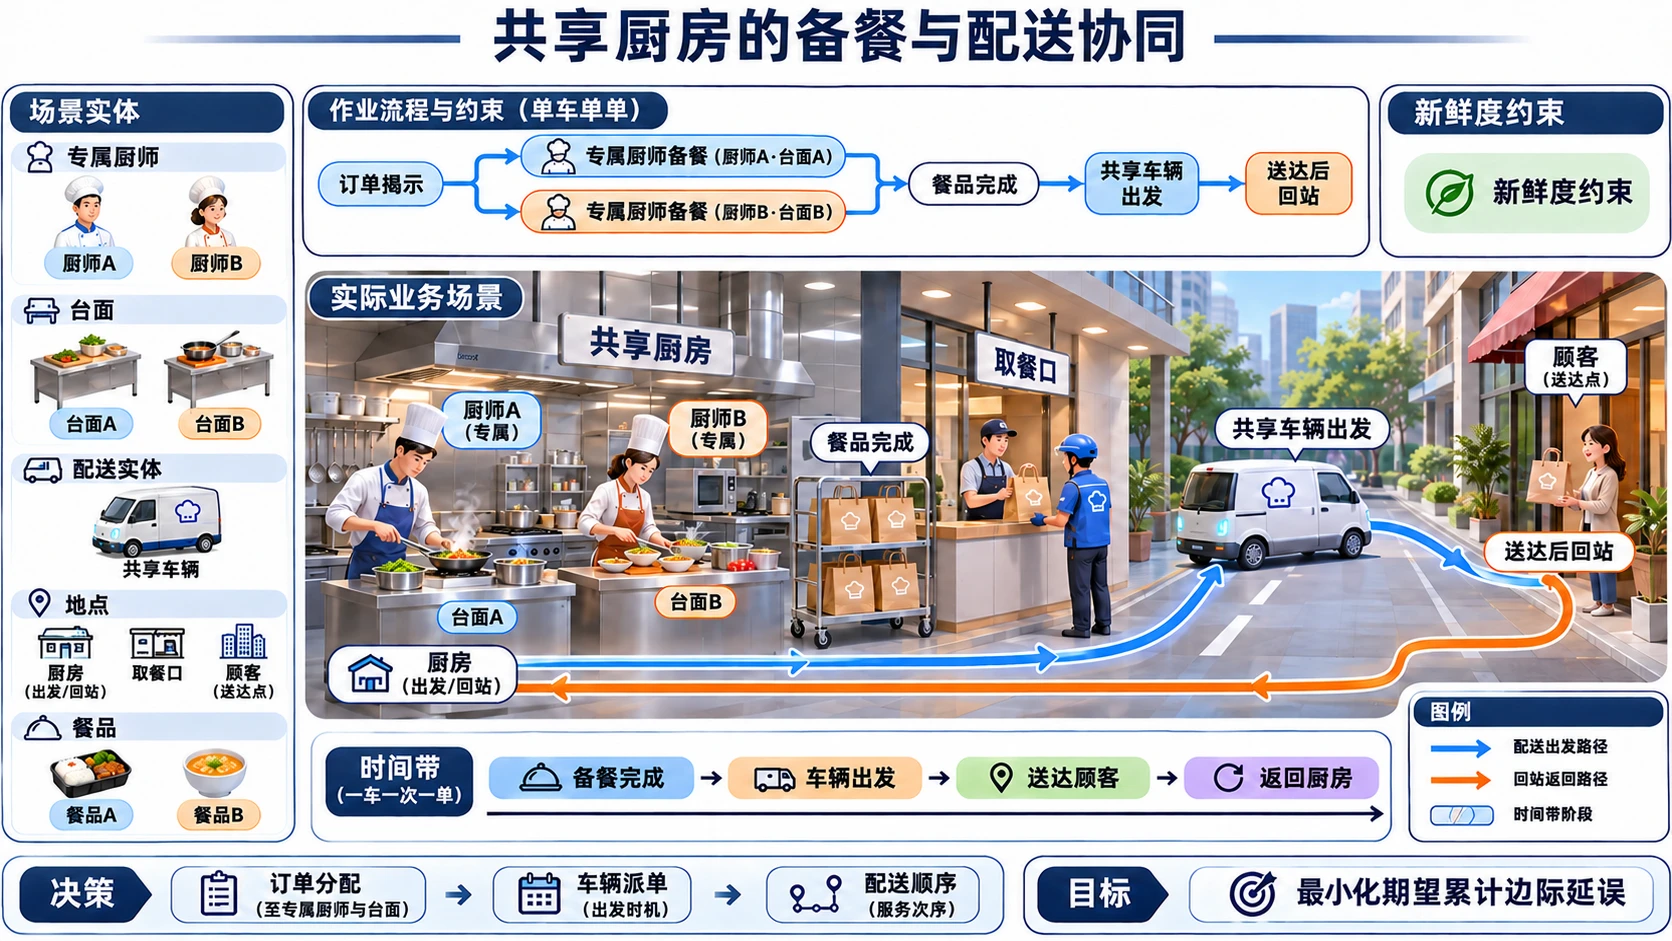 共享厨房的备餐与配送协同
场景实体
专属厨师
厨师A
厨师B
台面
台面A
台面B
配送实体
共享车辆
地点
厨房
(出发/回站)
取餐口
顾客
(送达点)
餐品
餐品A
餐品B
作业流程与约束（单车单单）
订单揭示
专属厨师备餐 (厨师A·台面A)
专属厨师备餐 (厨师B·台面B)
餐品完成
共享车辆
出发
送达后
回站
新鲜度约束
新鲜度约束
实际业务场景
共享厨房
取餐口
厨师A
(专属)
厨师B
(专属)
餐品完成
共享车辆出发
顾客
(送达点)
送达后回站
台面A
台面B
厨房
(出发/回站)
图例
配送出发路径
回站返回路径
时间带阶段
时间带
(一车一次一单)
备餐完成
车辆出发
送达顾客
返回厨房
决策
订单分配
(至专属厨师与台面)
车辆派单
(出发时机)
配送顺序
(服务次序)
目标
最小化期望累计边际延误